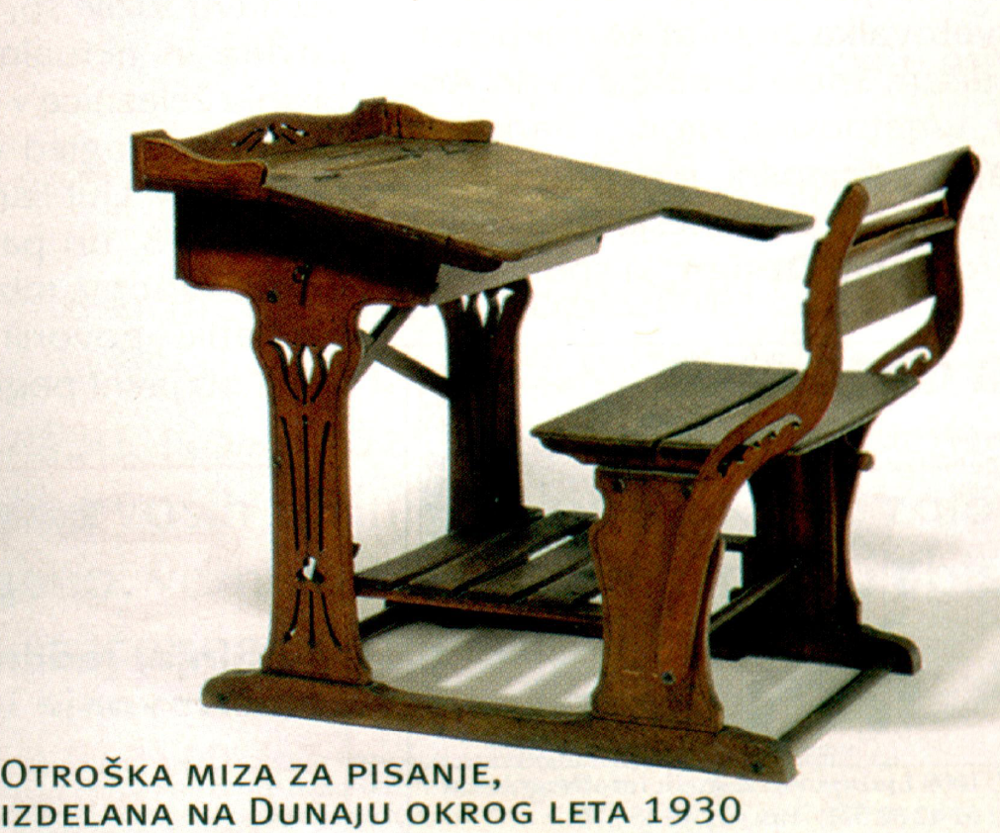 OTROŠKA MIZA ZA PISANJE,
IZDELANA NA DUNAJU OKROG LETA 1930